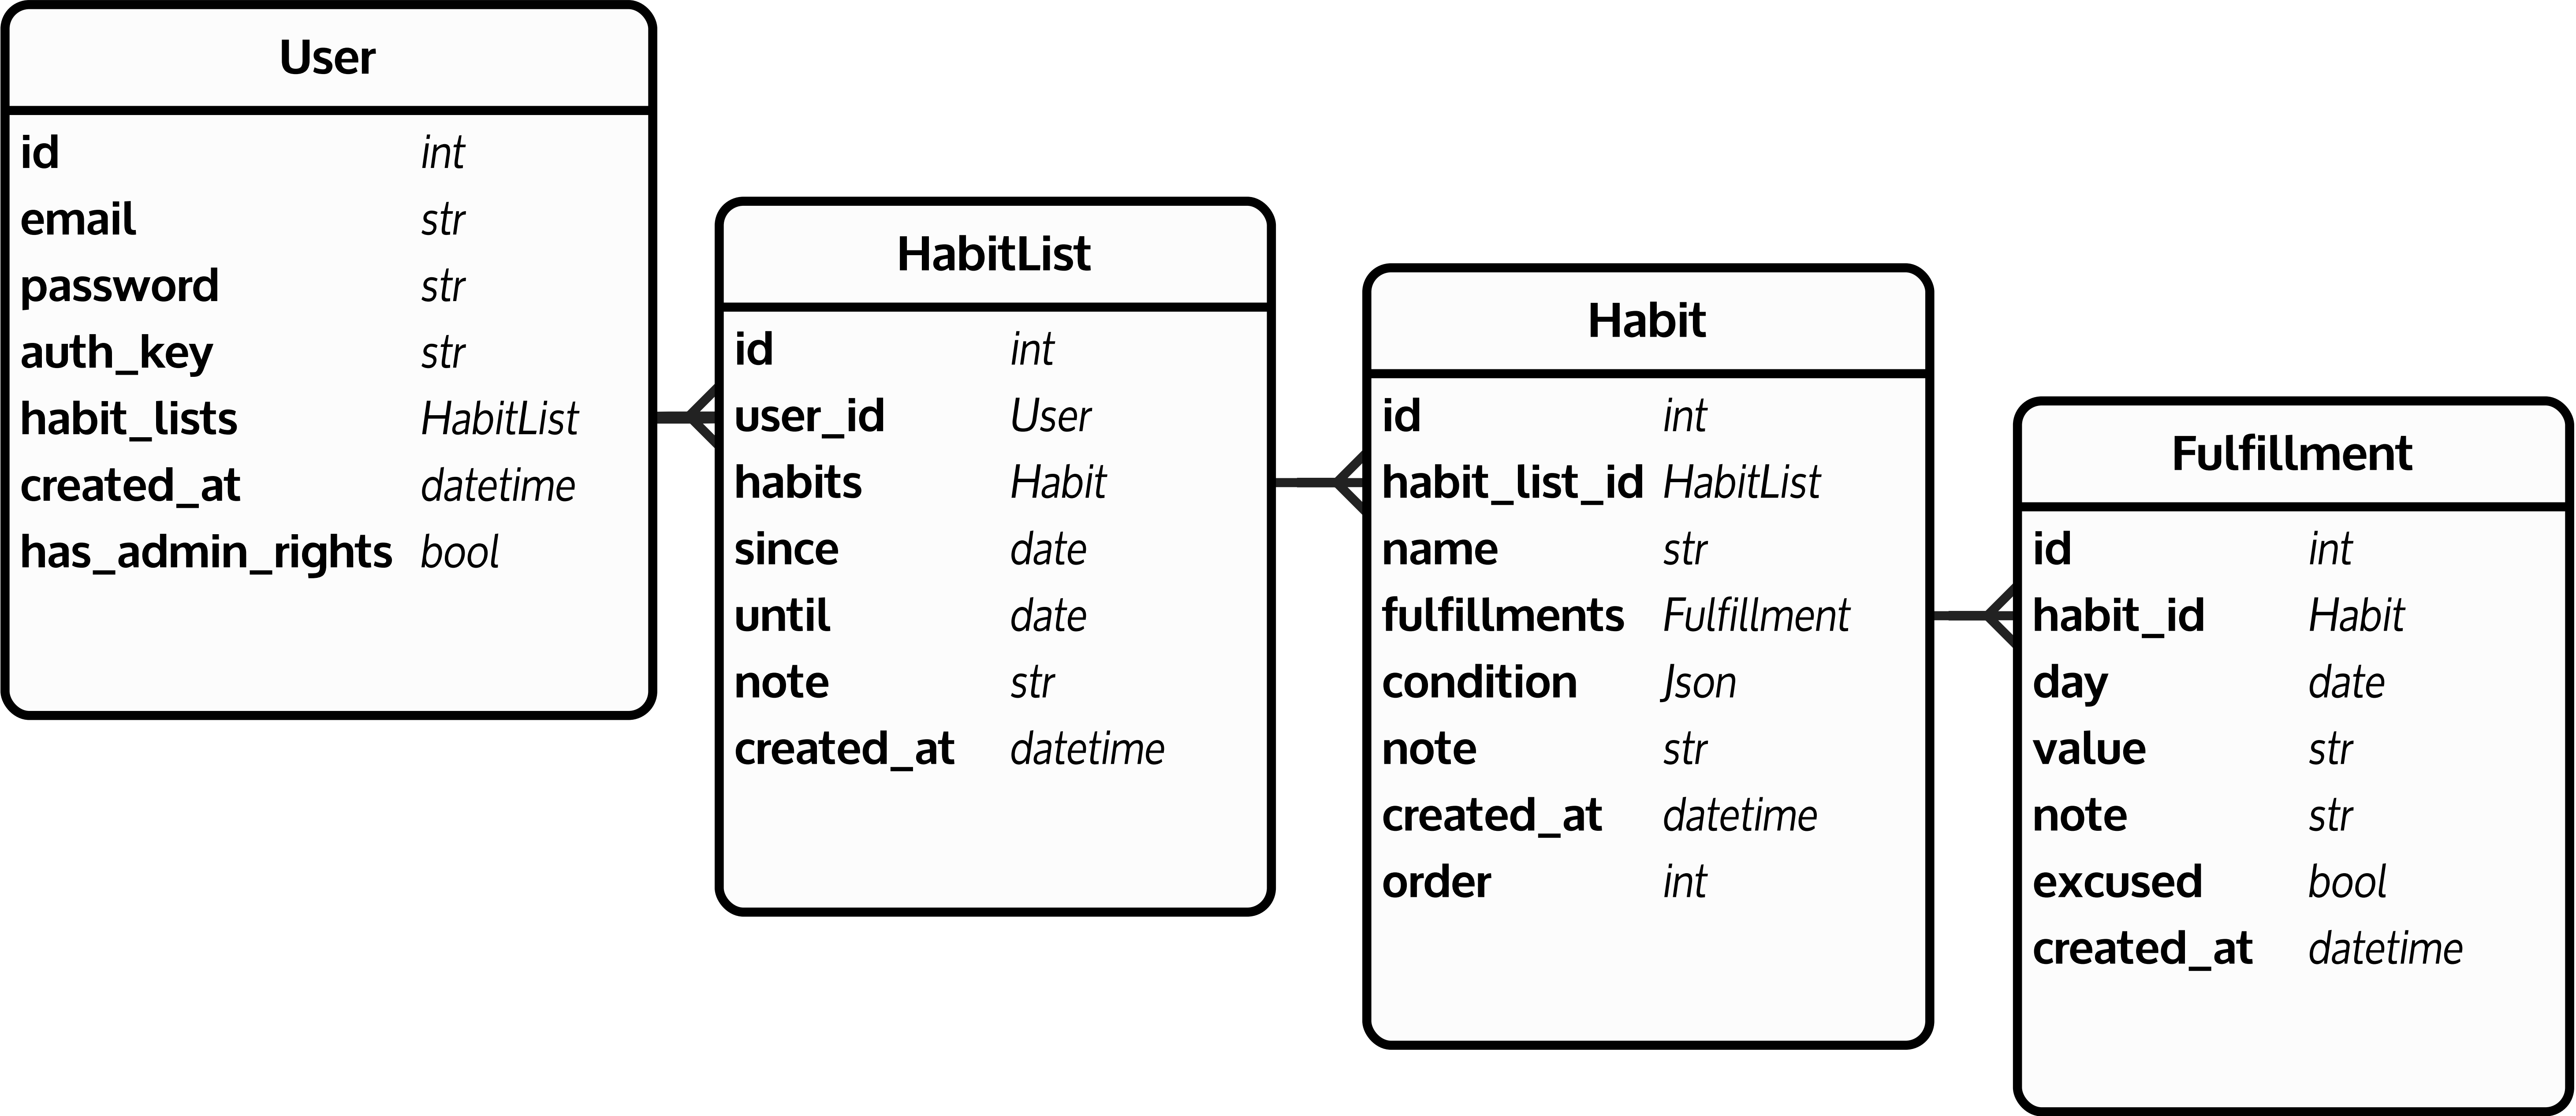 User
id int
email str
password str
auth_key str
habit_lists HabitList
created_at datetime
has_admin_rights bool
HabitList
id int
user_id User
habits Habit
since date
until date
note str
created_at datetime
Habit
id int
habit_list_id HabitList
name str
fulfillments Fulfillment
condition Json
note str
created_at datetime
order int
Fulfillment
id int
habit_id Habit
day date
value str
note str
excused bool
created_at datetime